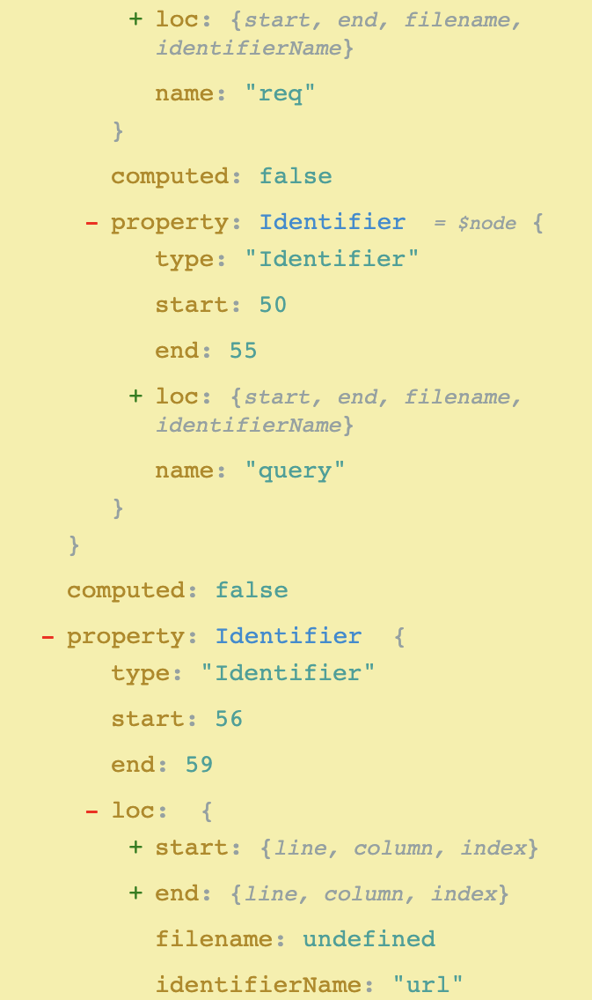 + loc: {start, end, filename,
identifierName}
name: "req"
}
computed: false
- property: Identifier = $node {
type: "Identifier"
start: 50
end: 55
+ loc: {start, end, filename,
identifierName}
name: "query"
}
}
computed: false
- property: Identifier {
type: "Identifier"
start: 56
end: 59
- loc: {
+ start: {line, column, index}
+ end: {line, column, index}
filename: undefined
identifierName: "url"